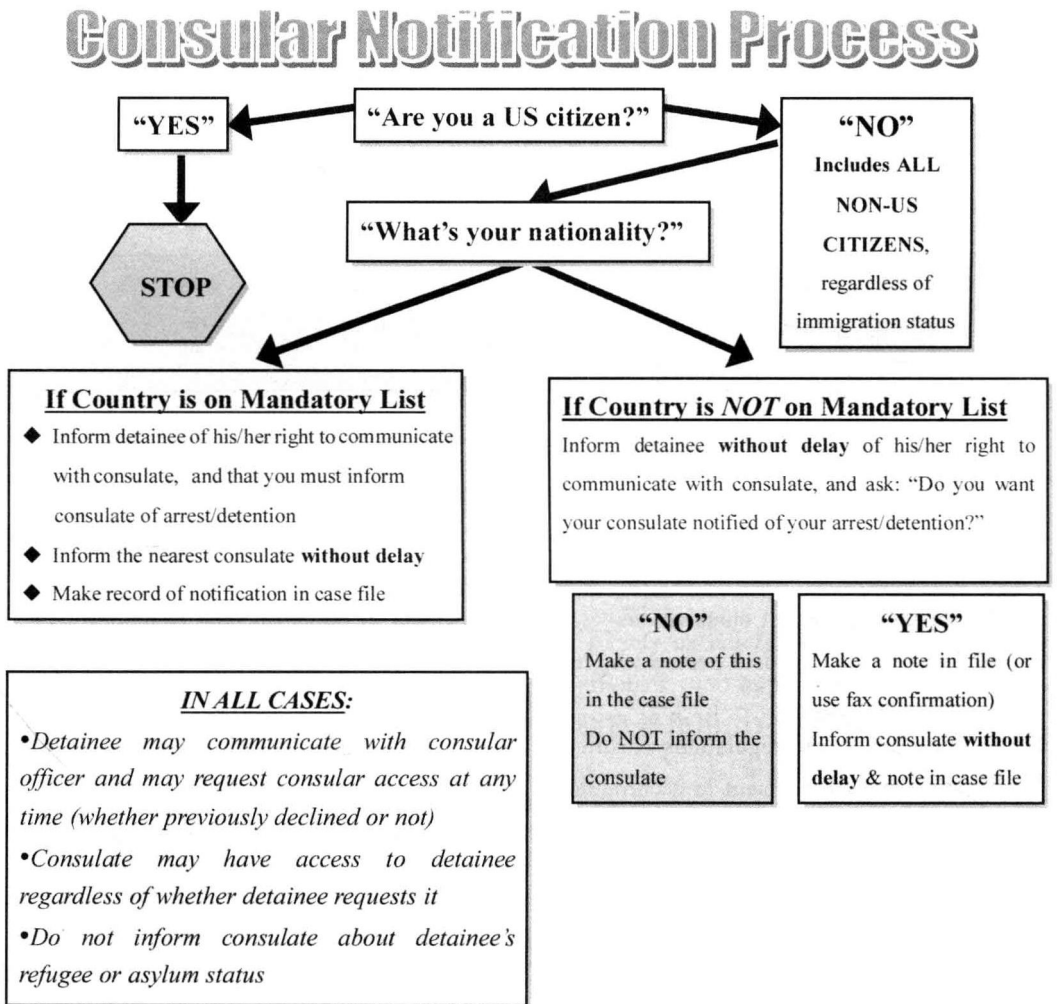 Consular Notification Process
“YES”
“Are you a US citizen?”
“NO”
Includes ALL
NON-US
CITIZENS,
regardless of
immigration status
STOP
“What’s your nationality?”
If Country is on Mandatory List
◆ Inform detainee of his/her right to communicate
with consulate, and that you must inform
consulate of arrest/detention
◆ Inform the nearest consulate without delay
◆ Make record of notification in case file
If Country is NOT on Mandatory List
Inform detainee without delay of his/her right to
communicate with consulate, and ask: “Do you want
your consulate notified of your arrest/detention?”
“NO”
Make a note of this
in the case file
Do NOT inform the
consulate
“YES”
Make a note in file (or
use fax confirmation)
Inform consulate without
delay & note in case file
IN ALL CASES:
•Detainee may communicate with consular
officer and may request consular access at any
time (whether previously declined or not)
•Consulate may have access to detainee
regardless of whether detainee requests it
•Do not inform consulate about detainee’s
refugee or asylum status